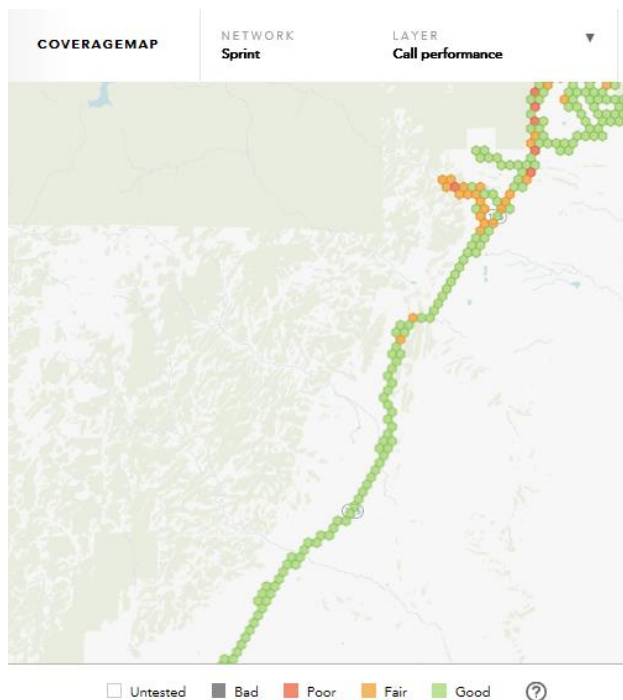 COVERAGEMAP
NETWORK
Sprint
LAYER
Call performance
Untested
Bad
Poor
Fair
Good
?